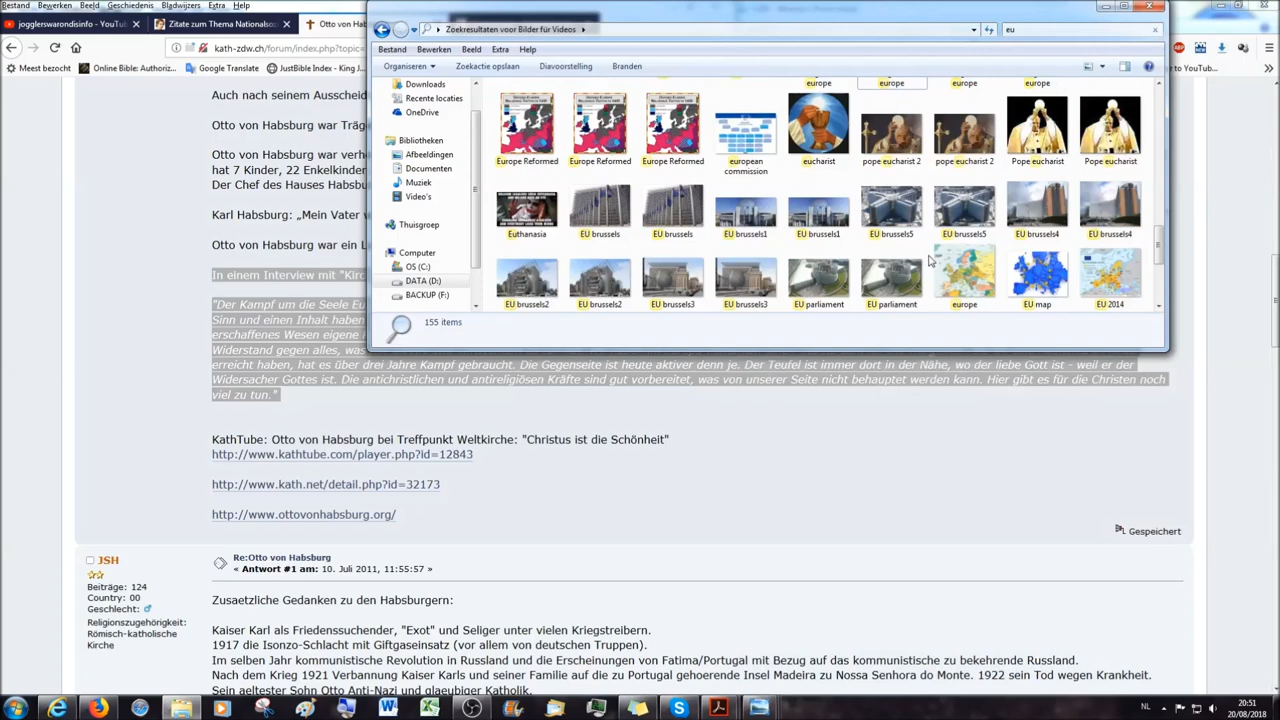 Bestand Bewerken Beeld Geschiedenis Bladwijzers Extra Help
jogglerswarondisinfo - YouTu
Zitate zum Thema Nationalso
Otto von Hab
kath-zdw.ch/forum/index.php?topic=
Meest bezocht Online Bible: Authoriz... Google Translate JustBible Index - King J
to YouTub...
Zoekresultaten voor Bilder für Videos
eu
Bestand Bewerken Beeld Extra Help
Organiseren Zoekactie opslaan Diavoorstelling Branden
Downloads
Recente locaties
OneDrive
Bibliotheken
Afbeeldingen
Documenten
Muziek
Video's
Thuisgroep
Computer
OS (C:)
DATA (D:)
BACKUP (F:)
europe europe europe europe
Europe Reformed Europe Reformed Europe Reformed european commission eucharist pope eucharist 2 pope eucharist 2 Pope eucharist Pope eucharist
Euthanasia EU brussels EU brussels EU brussels1 EU brussels1 EU brussels5 EU brussels5 EU brussels4 EU brussels4
EU brussels2 EU brussels2 EU brussels3 EU brussels3 EU parliament EU parliament europe EU map EU 2014
155 items
Auch nach seinem Ausscheid
Otto von Habsburg war Träg
Otto von Habsburg war verh
hat 7 Kinder, 22 Enkelkinder
Der Chef des Hauses Habsbu
Karl Habsburg: „Mein Vater v
Otto von Habsburg war ein L
In einem Interview mit "Kirc
"Der Kampf um die Seele Eu
Sinn und einen Inhalt haben
erschaffenes Wesen eigene
Widerstand gegen alles, was
erreicht haben, hat es über drei Jahre Kampf gebraucht. Die Gegenseite ist heute aktiver denn je. Der Teufel ist immer dort in der Nähe, wo der liebe Gott ist - weil er der
Widersacher Gottes ist. Die antichristlichen und antireligiösen Kräfte sind gut vorbereitet, was von unserer Seite nicht behauptet werden kann. Hier gibt es für die Christen noch
viel zu tun."
KathTube: Otto von Habsburg bei Treffpunkt Weltkirche: "Christus ist die Schönheit"
http://www.kathtube.com/player.php?id=12843
http://www.kath.net/detail.php?id=32173
http://www.ottovonhabsburg.org/
Gespeichert
JSH
Beiträge: 124
Country: 00
Geschlecht:
Religionszugehörigkeit:
Römisch-katholische
Kirche
Re:Otto von Habsburg
« Antwort #1 am: 10. Juli 2011, 11:55:57 »
Zusaetzliche Gedanken zu den Habsburgern:
Kaiser Karl als Friedenssuchender, "Exot" und Seliger unter vielen Kriegstreibern.
1917 die Isonzo-Schlacht mit Giftgaseinsatz (vor allem von deutschen Truppen).
Im selben Jahr kommunistische Revolution in Russland und die Erscheinungen von Fatima/Portugal mit Bezug auf das kommunistische zu bekehrende Russland.
Nach dem Krieg 1921 Verbannung Kaiser Karls und seiner Familie auf die zu Portugal gehoerende Insel Madeira zu Nossa Senhora do Monte. 1922 sein Tod wegen Krankheit.
Sein aeltester Sohn Otto Anti-Nazi und glaeubiger Katholik.
NL
20:51
20/08/2018